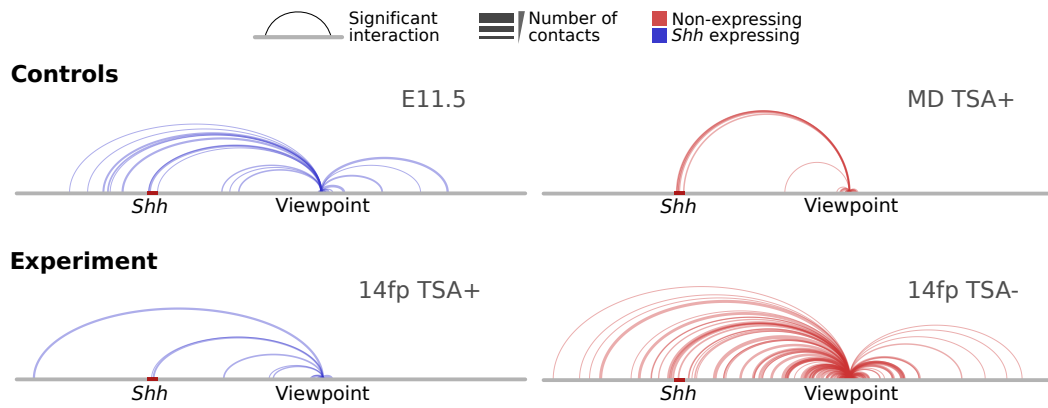 Significant
interaction
Number of
contacts
Non-expressing
Shh expressing
Controls
E11.5
MD TSA+
Shh
Viewpoint
Shh
Viewpoint
Experiment
14fp TSA+
14fp TSA-
Shh
Viewpoint
Shh
Viewpoint